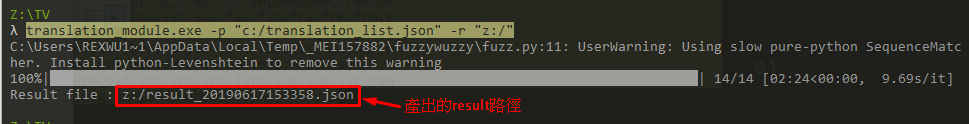 Z:\TV
λ translation_module.exe -p "c:/translation_list.json" -r "z:/"
C:\Users\REXWU1~1\AppData\Local\Temp\_MEI157882\fuzzywuzzy\fuzz.py:11: UserWarning: Using slow pure-python SequenceMatc
her. Install python-Levenshtein to remove this warning
100%| | 14/14 [02:24<00:00, 9.69s/it]
Result file : z:/result_20190617153358.json
產出的result路徑
Z:\TV